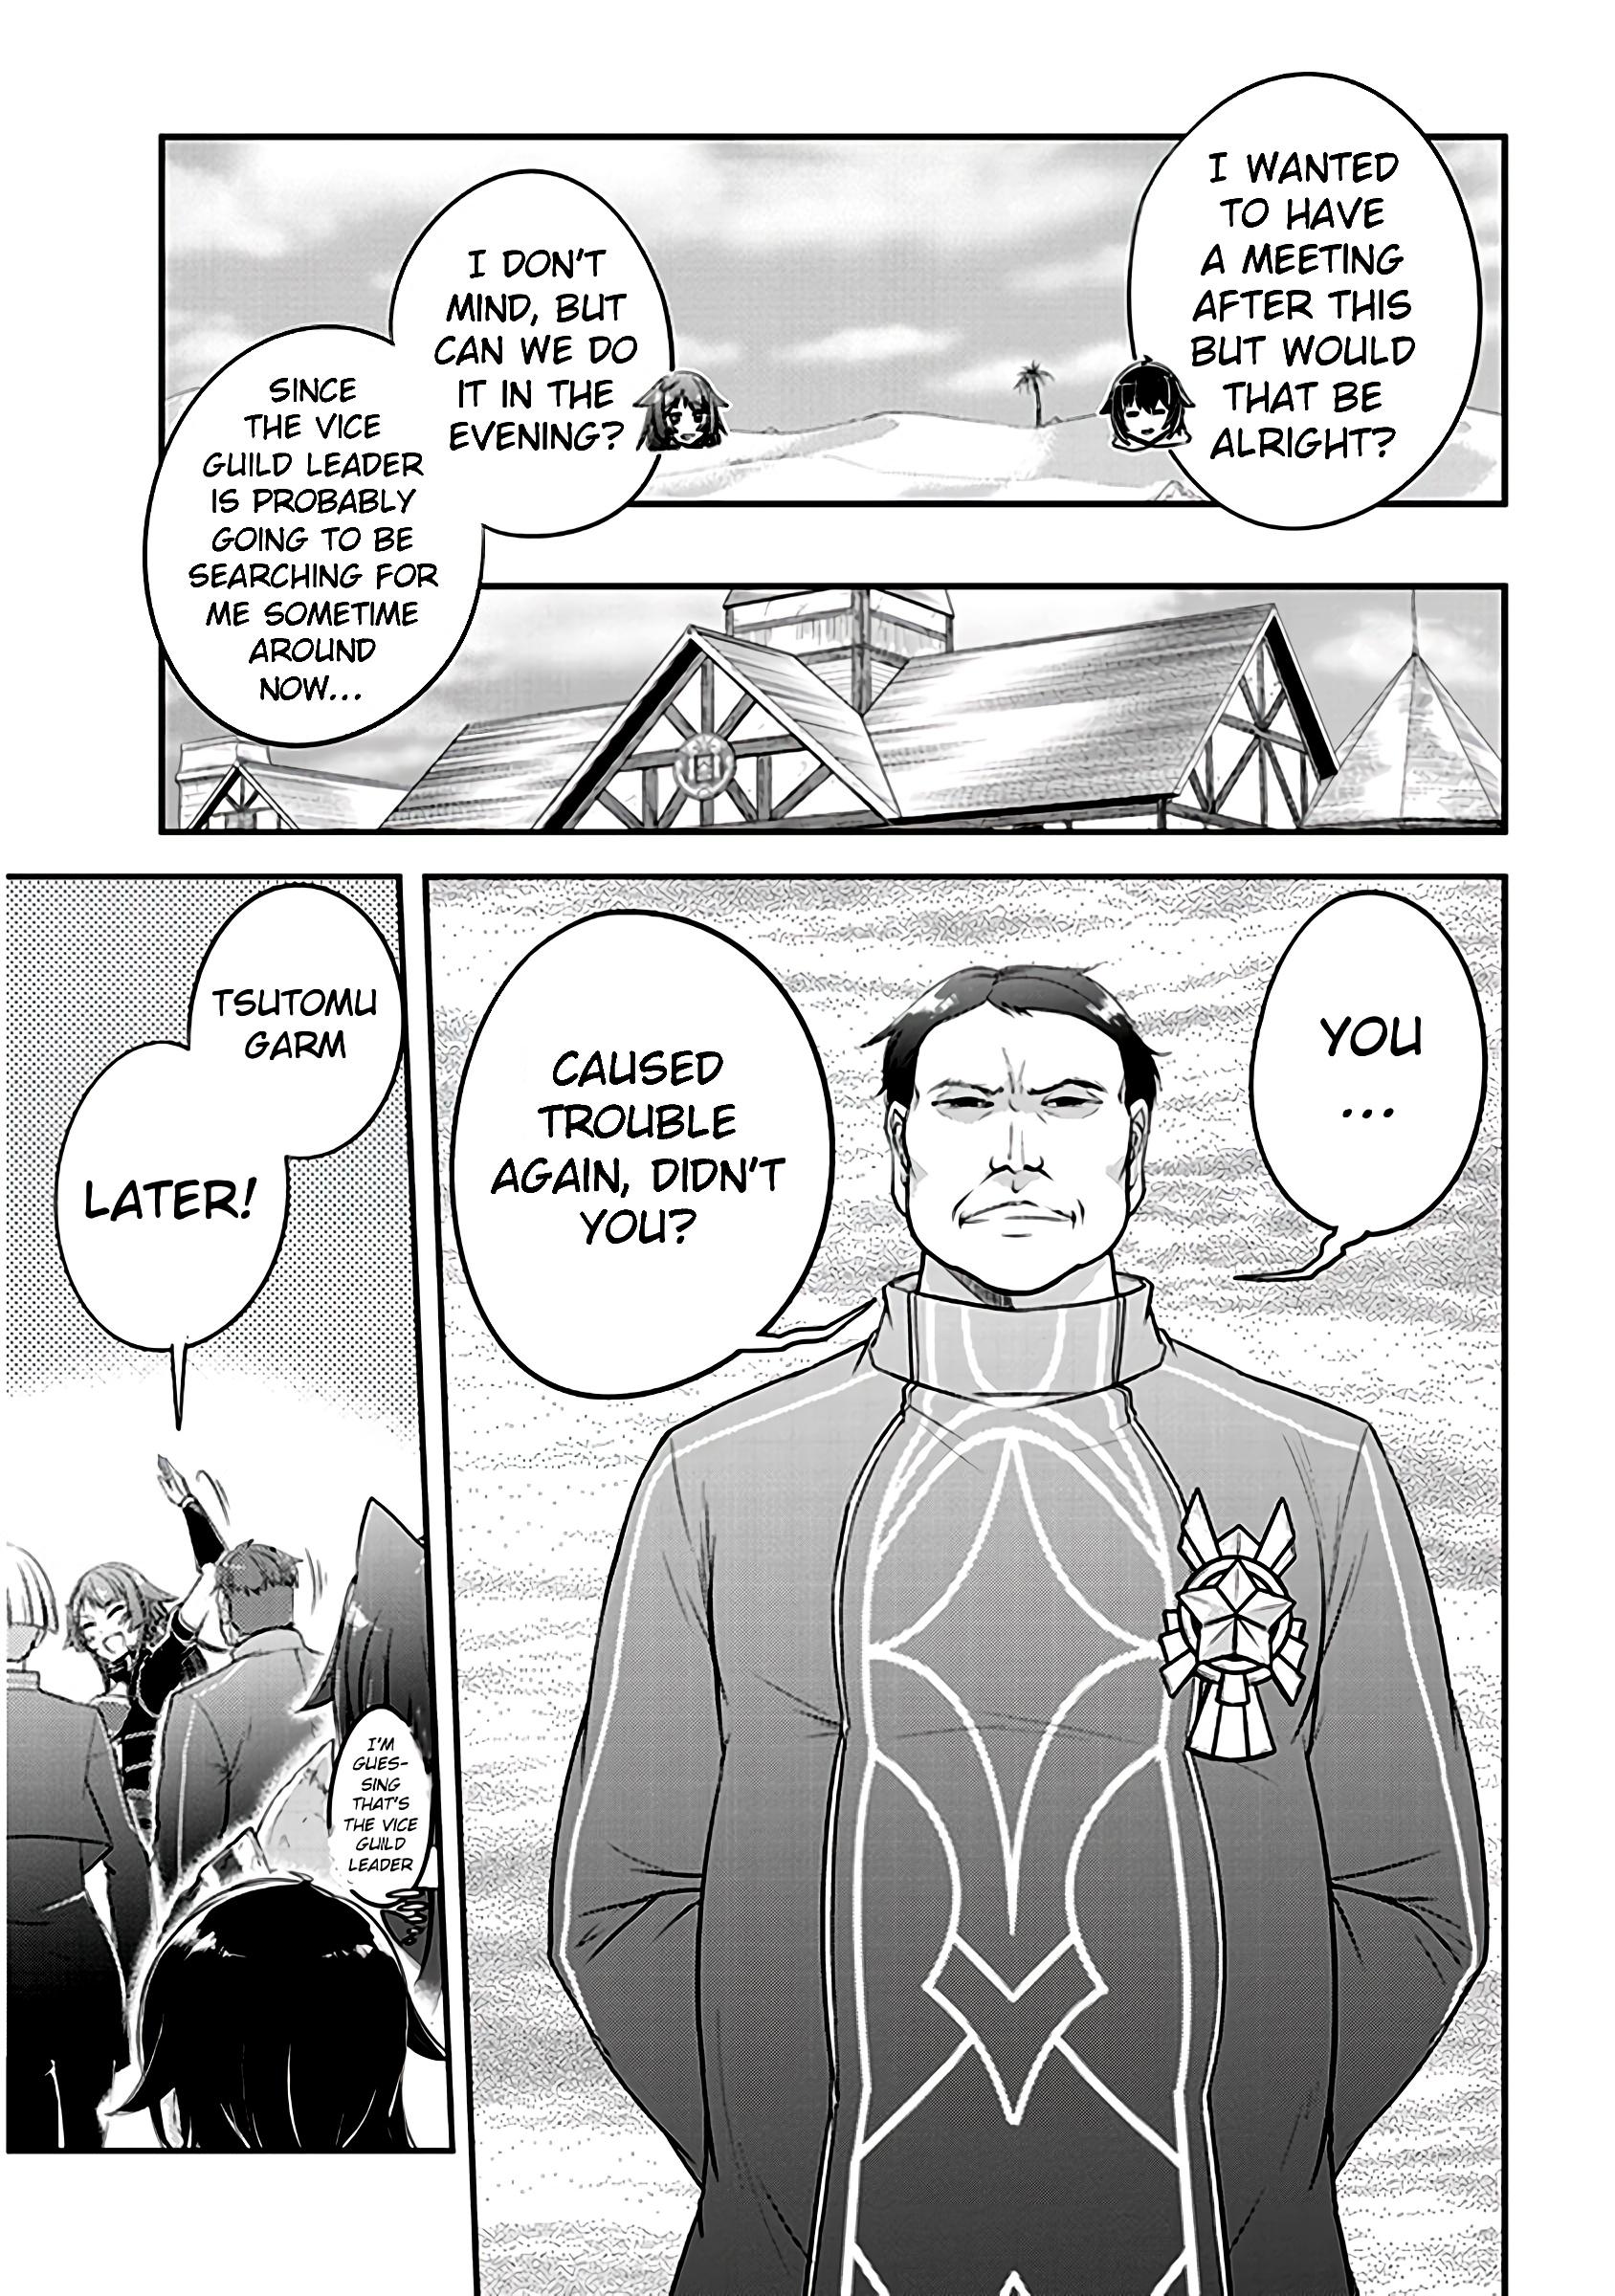 I WANTED
TO HAVE
A MEETING
AFTER THIS
BUT WOULD
THAT BE
ALRIGHT?
I DON'T
MIND, BUT
CAN WE DO
IT IN THE
EVENING?
SINCE
THE VICE
GUILD LEADER
IS PROBABLY
GOING TO BE
SEARCHING FOR
ME SOMETIME
AROUND
NOW...
YOU
...
CAUSED
TROUBLE
AGAIN, DIDN'T
YOU?
TSUTOMU
GARM
LATER!
I'M
GUES-
SING
THAT'S
THE VICE
GUILD
LEADER